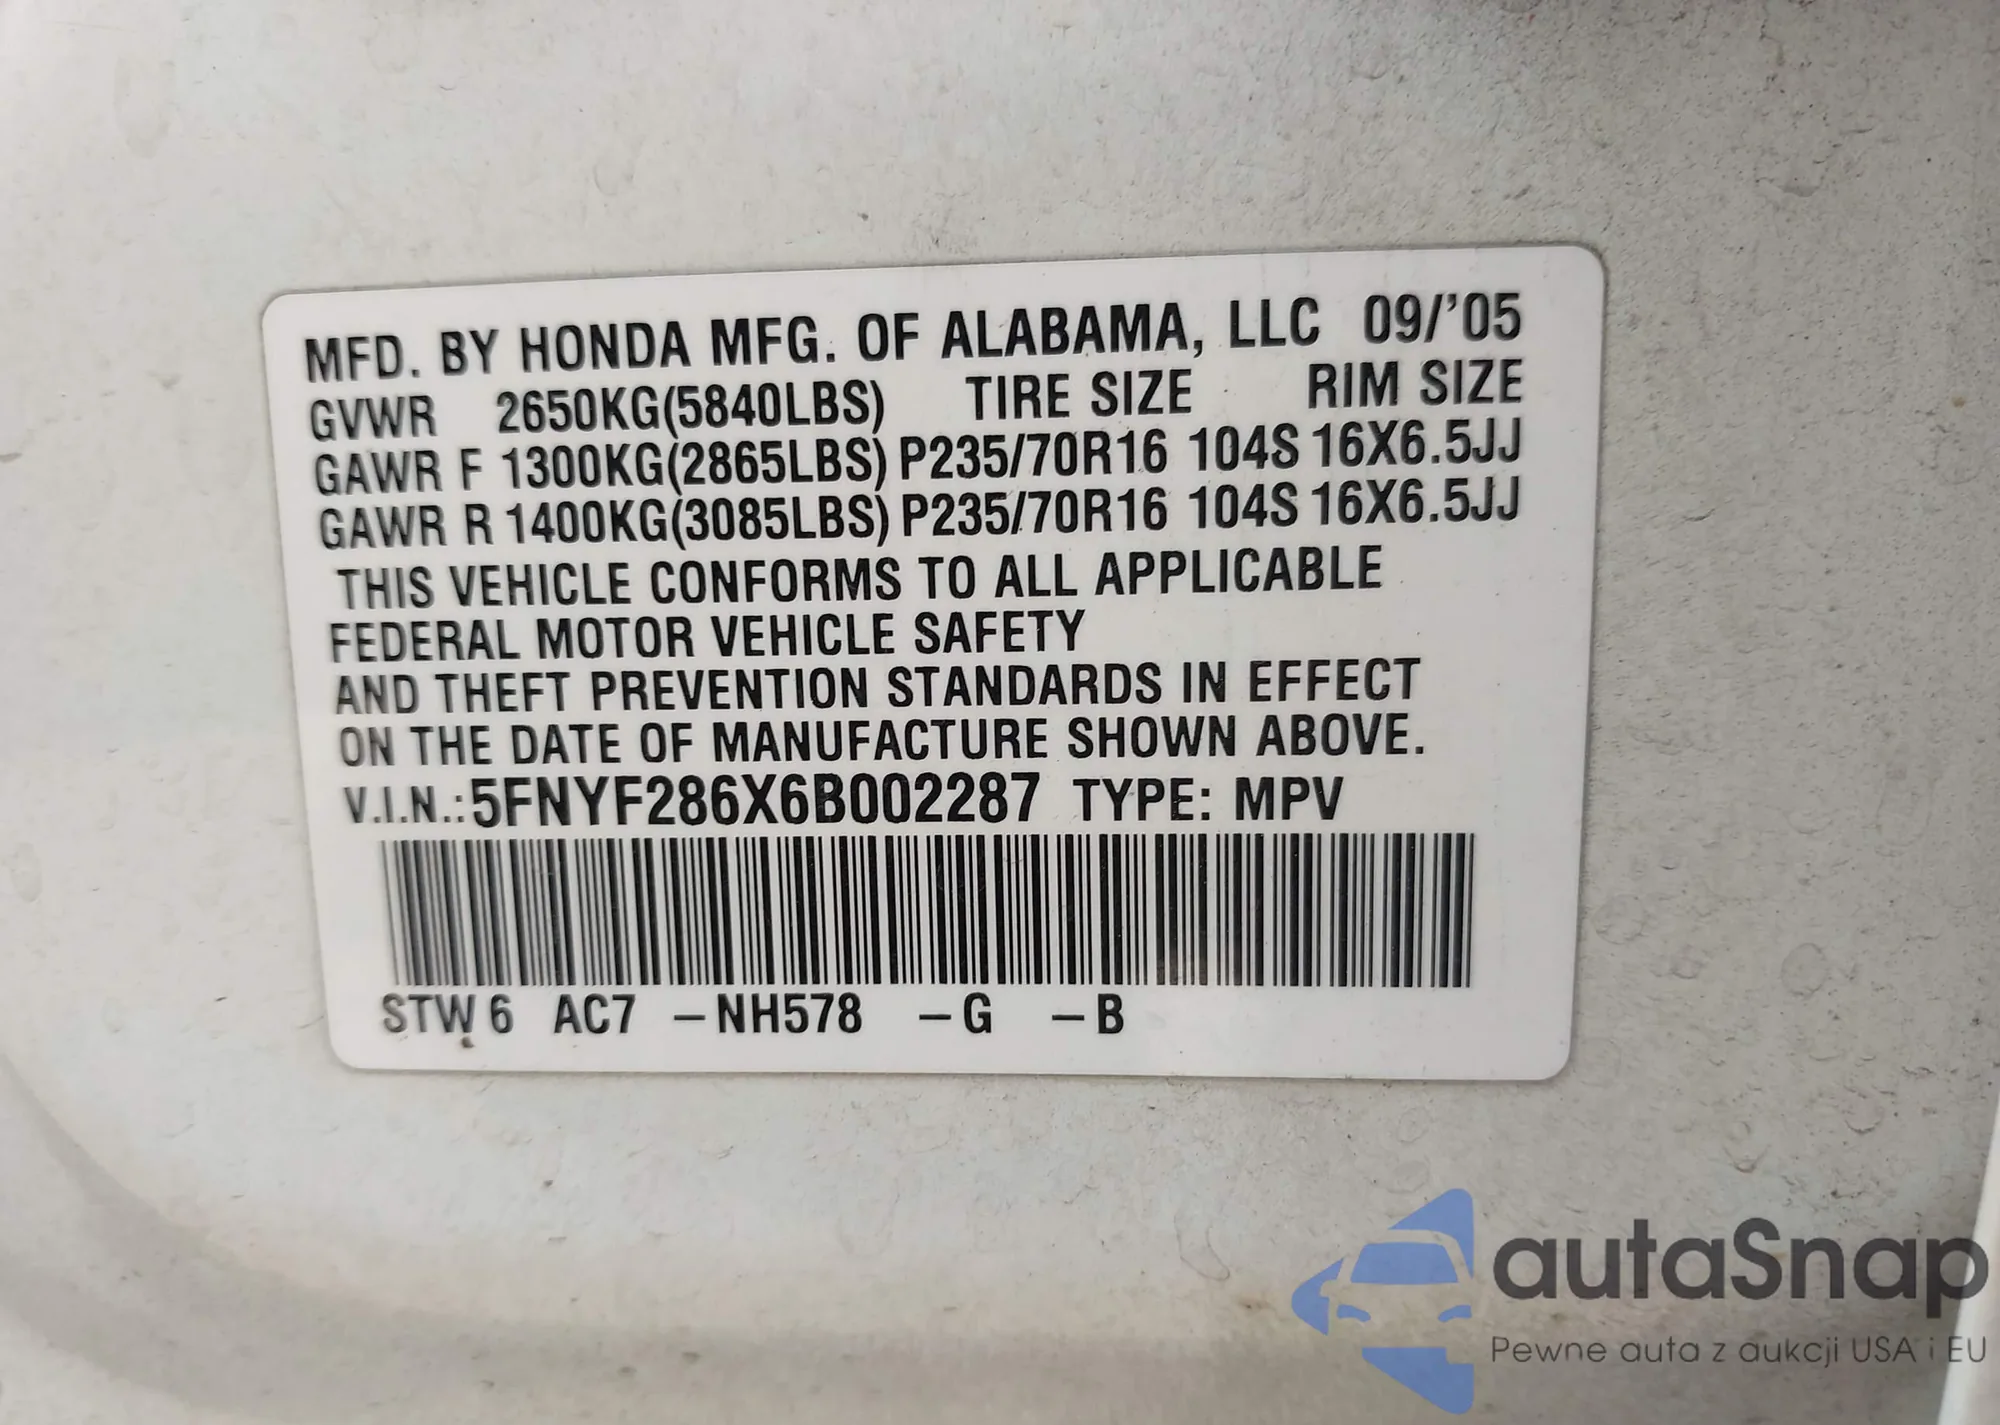 MFD. BY HONDA MFG. OF ALABAMA, LLC 09/'05
GVWR 2650KG(5840LBS) TIRE SIZE RIM SIZE
GAWR F 1300KG(2865LBS) P235/70R16 104S 16X6.5JJ
GAWR R 1400KG(3085LBS) P235/70R16 104S 16X6.5JJ
THIS VEHICLE CONFORMS TO ALL APPLICABLE
FEDERAL MOTOR VEHICLE SAFETY
AND THEFT PREVENTION STANDARDS IN EFFECT
ON THE DATE OF MANUFACTURE SHOWN ABOVE.
V.I.N.:5FNYF286X6B002287 TYPE: MPV
STW 6 AC7 –NH578 –G –B
autaSnap
Pewne auta z aukcji USA i EU